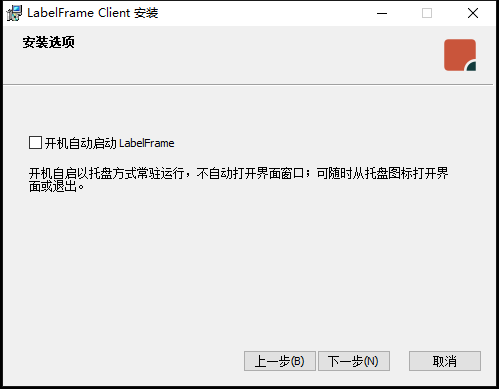 LabelFrame Client 安装
安装选项
开机自动启动 LabelFrame
开机自启以托盘方式常驻运行，不自动打开界面窗口；可随时从托盘图标打开界
面或退出。
上一步(B) 下一步(N) 取消